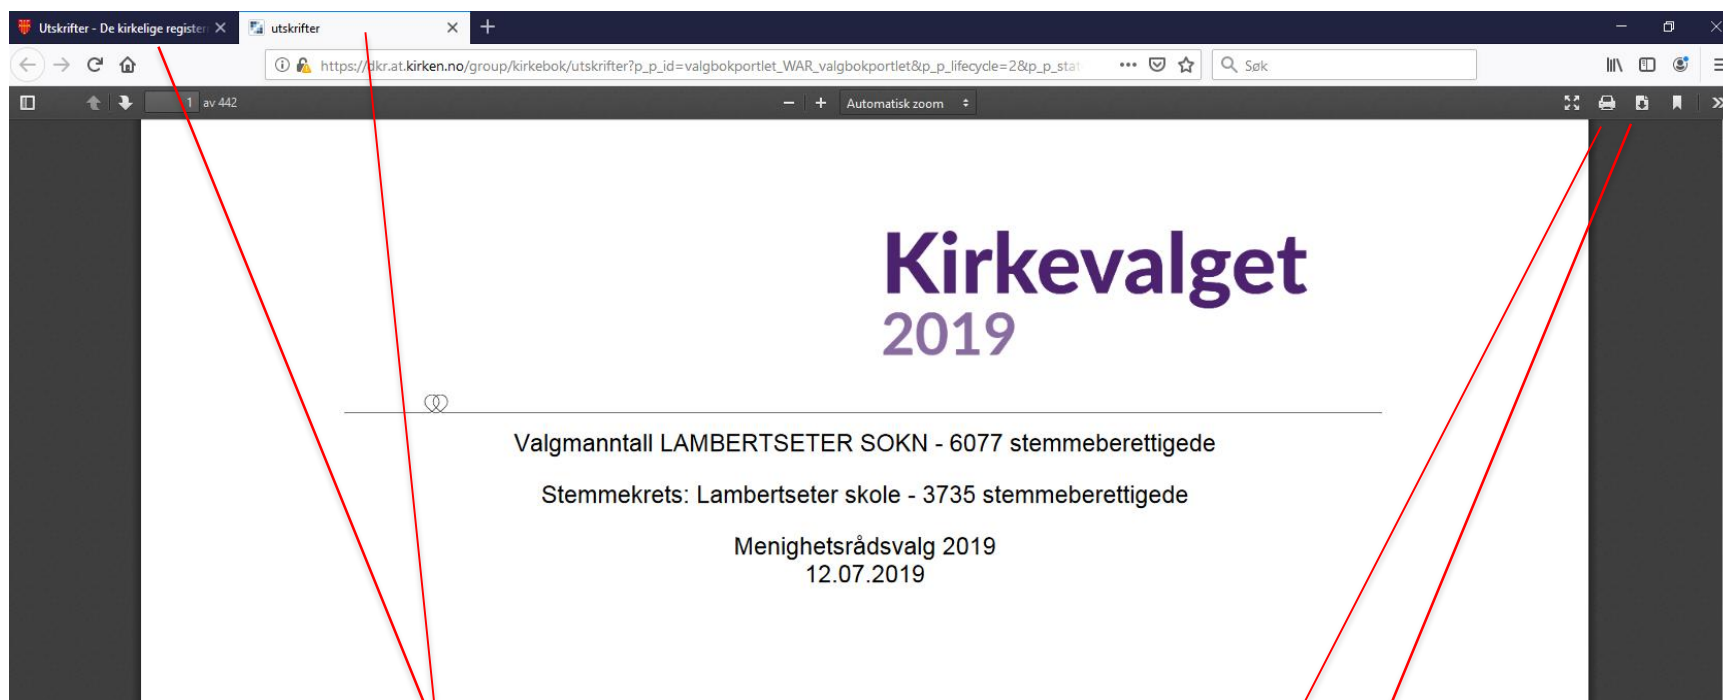 Utskrifter - De kirkelige registen
utskrifter
https://dkr.at.kirken.no/group/kirkebok/utskrifter?p_p_id=valgbokportlet_WAR_valgbokportlet&p_p_lifecycle=2&p_p_stat
Søk
1 av 442
Automatisk zoom
Kirkevalget
2019
Valgmanntall LAMBERTSETER SOKN - 6077 stemmeberettigede
Stemmekrets: Lambertseter skole - 3735 stemmeberettigede
Menighetsrådsvalg 2019
12.07.2019